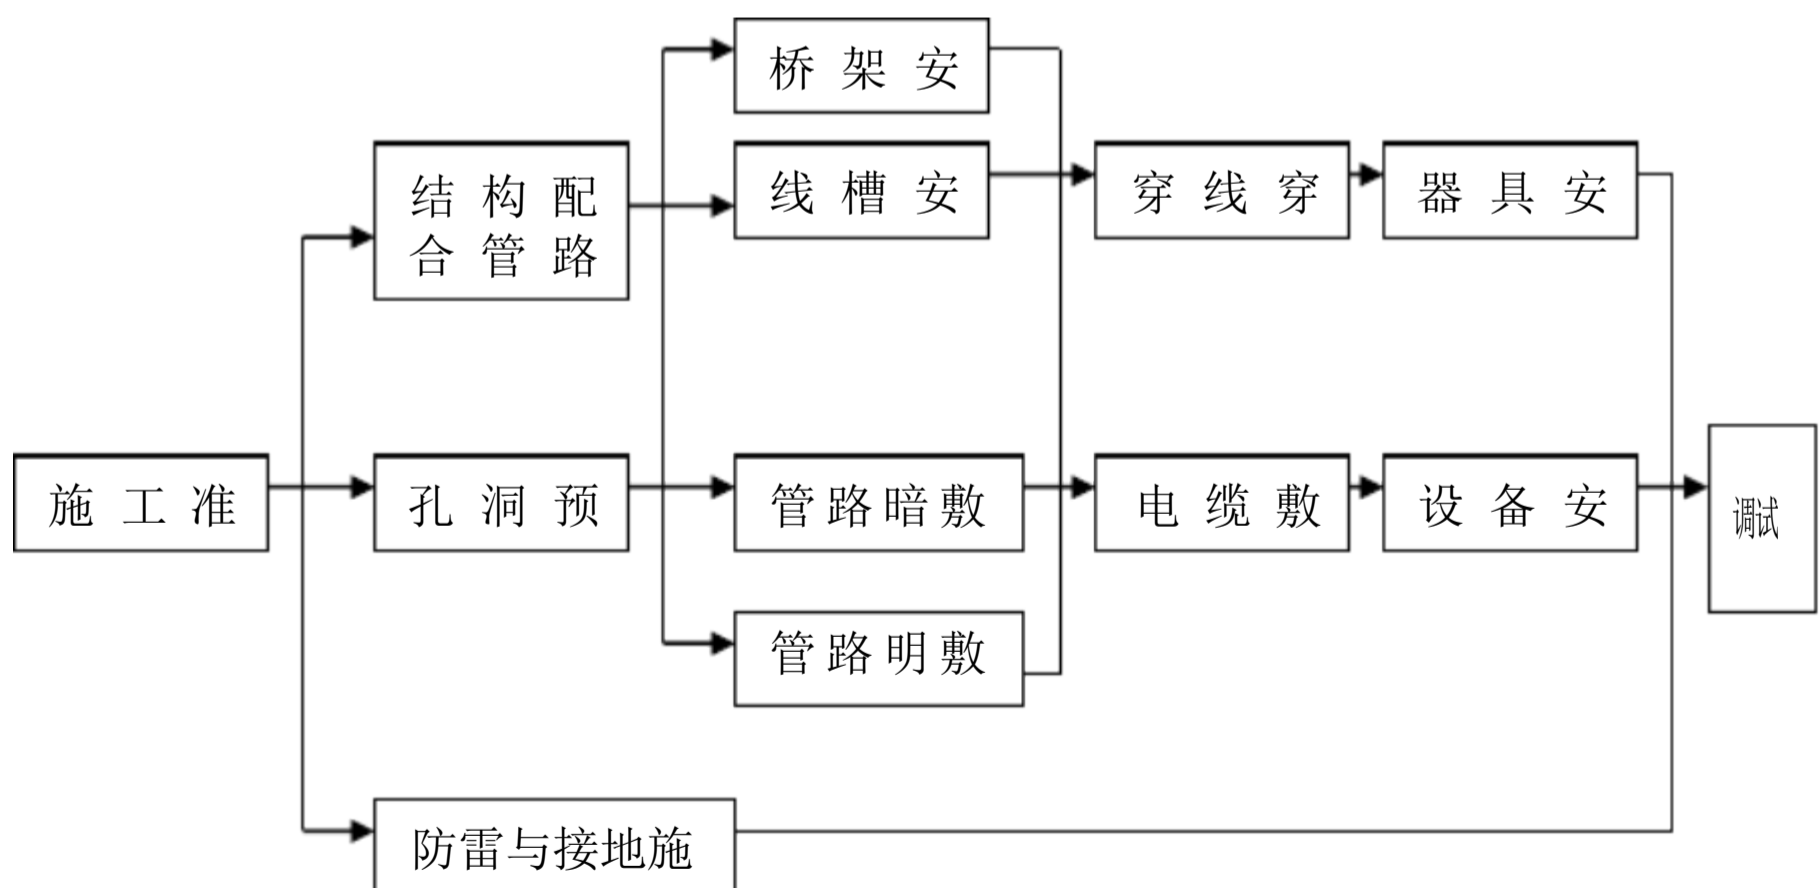 桥架安
结构配
合管路
线槽安
穿线穿
器具安
施工准
孔洞预
管路暗敷
电缆敷
设备安
调试
管路明敷
防雷与接地施